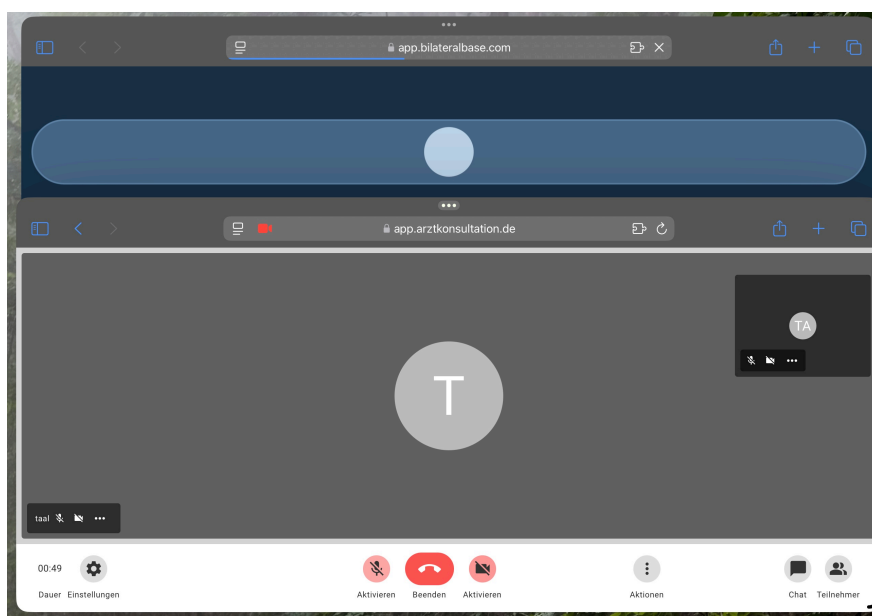 app.bilateralbase.com
app.arztkonsultation.de
TA
T
taal
00:49
Dauer Einstellungen Aktivieren Beenden Aktivieren Aktionen Chat Teilnehmer